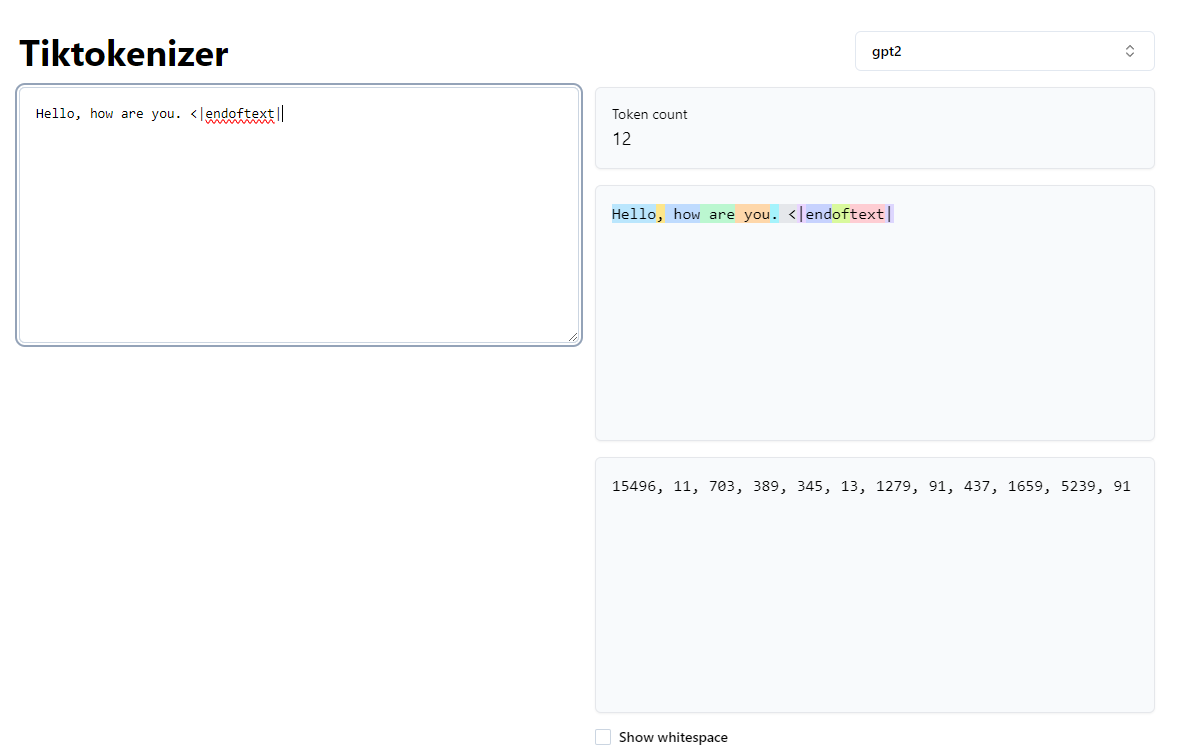 Tiktokenizer
gpt2
Hello, how are you. <|endoftext|
Token count
12
Hello, how are you. <|endoftext|
15496, 11, 703, 389, 345, 13, 1279, 91, 437, 1659, 5239, 91
Show whitespace